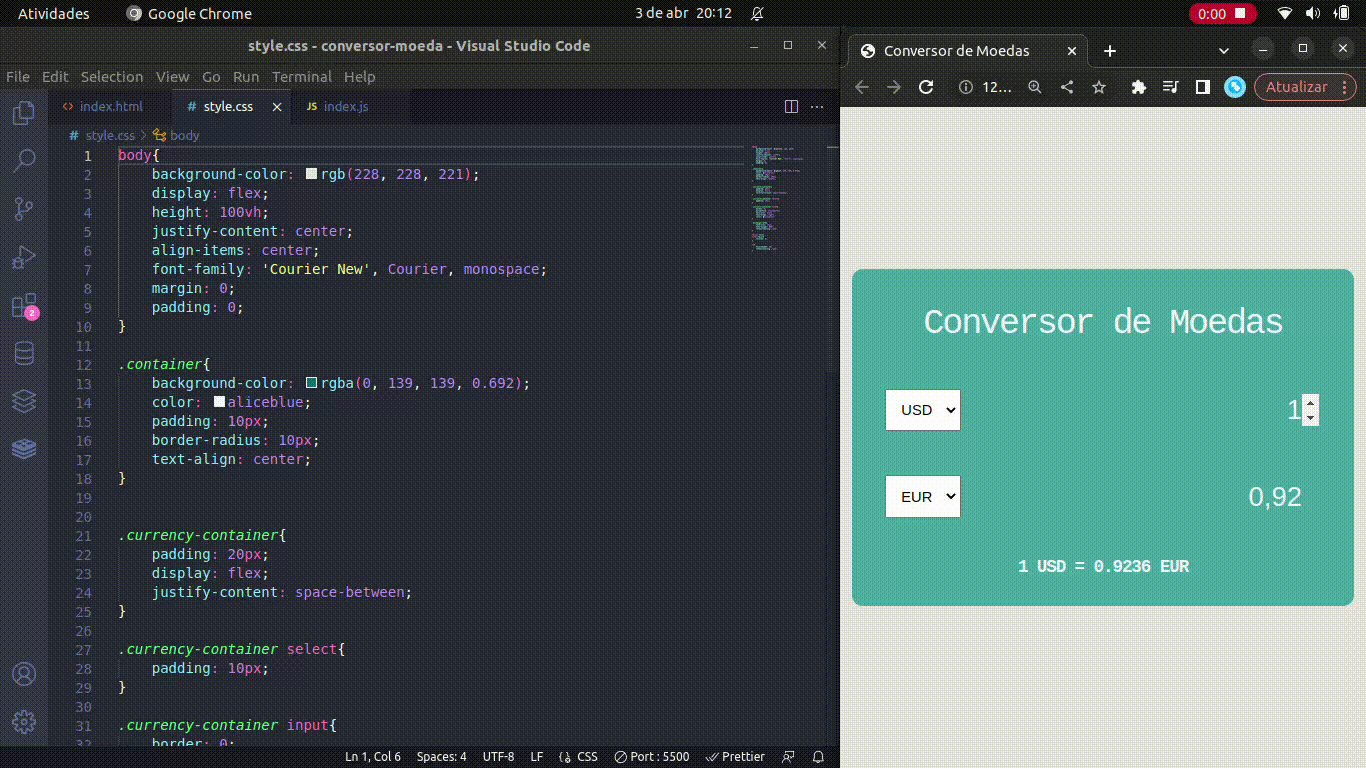 Atividades Google Chrome 3 de abr 20:12 0:00
style.css - conversor-moeda - Visual Studio Code
File Edit Selection View Go Run Terminal Help
index.html # style.css JS index.js
# style.css > body
1 body{
2 background-color: rgb(228, 228, 221);
3 display: flex;
4 height: 100vh;
5 justify-content: center;
6 align-items: center;
7 font-family: 'Courier New', Courier, monospace;
8 margin: 0;
9 padding: 0;
10 }
11
12 .container{
13 background-color: rgba(0, 139, 139, 0.692);
14 color: aliceblue;
15 padding: 10px;
16 border-radius: 10px;
17 text-align: center;
18 }
19
20
21 .currency-container{
22 padding: 20px;
23 display: flex;
24 justify-content: space-between;
25 }
26
27 .currency-container select{
28 padding: 10px;
29 }
30
31 .currency-container input{
32 border: 0;
2
Ln 1, Col 6 Spaces: 4 UTF-8 LF CSS Port : 5500 Prettier
Conversor de Moedas
12... Atualizar
Conversor de Moedas
USD 1
EUR 0,92
1 USD = 0.9236 EUR